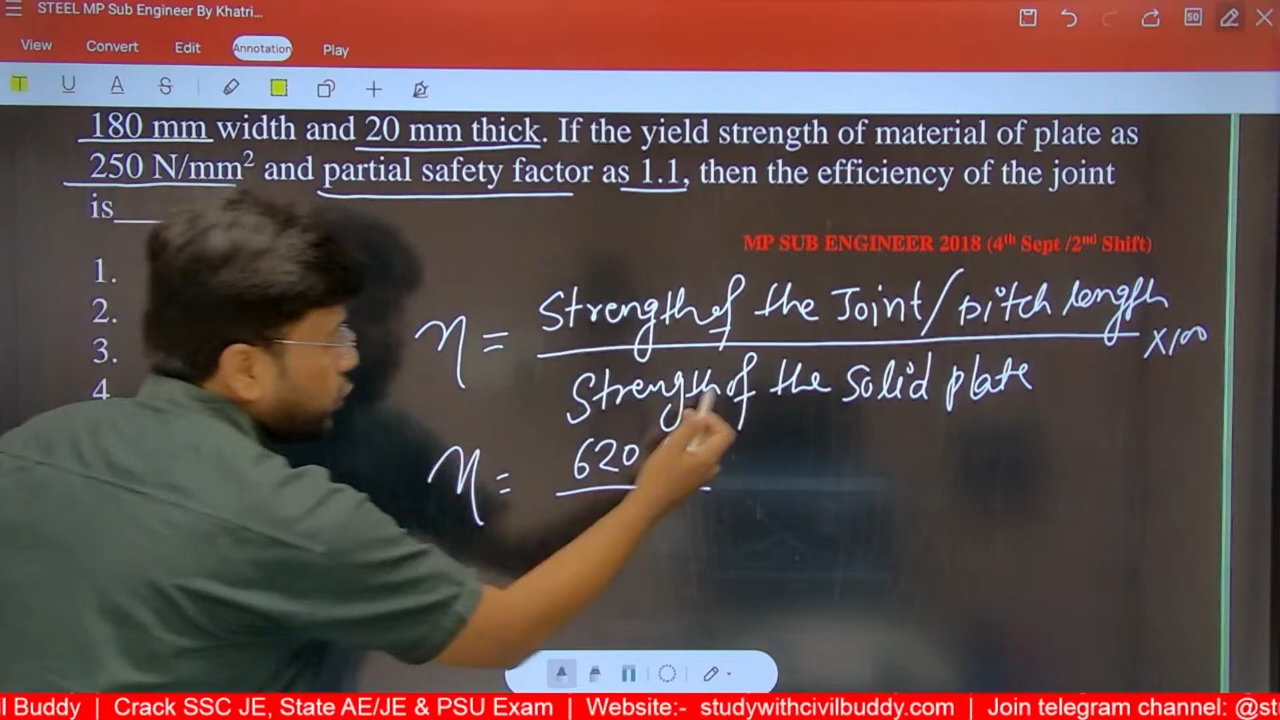 STEEL MP Sub Engineer By Khatri...
View Convert Edit Annotation Play
T U A S
180 mm width and 20 mm thick. If the yield strength of material of plate as
250 N/mm² and partial safety factor as 1.1, then the efficiency of the joint
is___
MP SUB ENGINEER 2018 (4th Sept /2nd Shift)
1.
2.
3.
4
η = Strength of the Joint/pitch length
×100
Strength of the solid plate
η = 620
il Buddy | Crack SSC JE, State AE/JE & PSU Exam | Website:- studywithcivilbuddy.com | Join telegram channel: @st